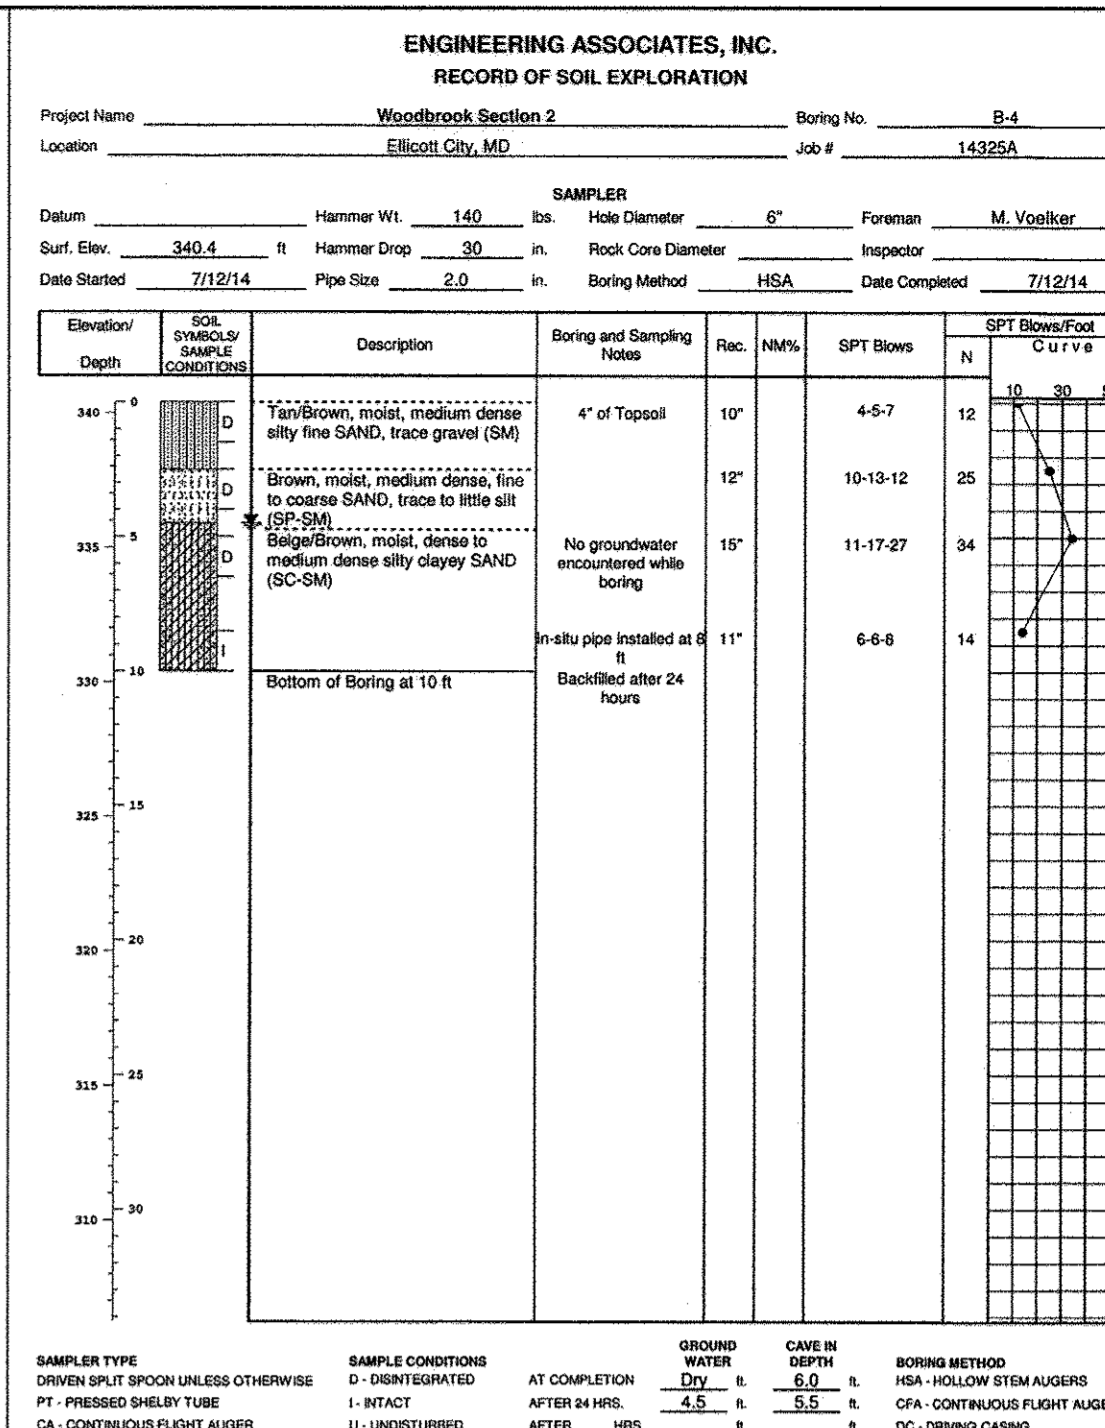 ENGINEERING ASSOCIATES, INC.
RECORD OF SOIL EXPLORATION
Project Name Woodbrook Section 2 Boring No. B-4
Location Ellicott City, MD Job # 14325A
SAMPLER
Datum Hammer Wt. 140 lbs. Hole Diameter 6" Foreman M. Voelker
Surf. Elev. 340.4 ft Hammer Drop 30 in. Rock Core Diameter Inspector
Date Started 7/12/14 Pipe Size 2.0 in. Boring Method HSA Date Completed 7/12/14
Elevation/
Depth
SOIL
SYMBOLS/
SAMPLE
CONDITIONS
Description
Boring and Sampling
Notes
Rec.
NM%
SPT Blows
SPT Blows/Foot
N
Curve
10 30
340 0
D
Tan/Brown, moist, medium dense
silty fine SAND, trace gravel (SM)
4" of Topsoil
10" 4-5-7 12
D
Brown, moist, medium dense, fine
to coarse SAND, trace to little silt
(SP-SM)
12" 10-13-12 25
335 5
D
Beige/Brown, moist, dense to
medium dense silty clayey SAND
(SC-SM)
No groundwater
encountered while
boring
15" 11-17-27 34
I
In-situ pipe installed at 8
ft
11" 6-6-8 14
330 10
Bottom of Boring at 10 ft
Backfilled after 24
hours
325 15
320 20
315 25
310 30
GROUND CAVE IN
SAMPLER TYPE SAMPLE CONDITIONS WATER DEPTH BORING METHOD
DRIVEN SPLIT SPOON UNLESS OTHERWISE D - DISINTEGRATED AT COMPLETION Dry ft. 6.0 ft. HSA - HOLLOW STEM AUGERS
PT - PRESSED SHELBY TUBE I - INTACT AFTER 24 HRS. 4.5 ft. 5.5 ft. CFA - CONTINUOUS FLIGHT AUGE
CA - CONTINUOUS FLIGHT AUGER U - UNDISTURBED AFTER HRS. ft. ft. DC - DRIVING CASING